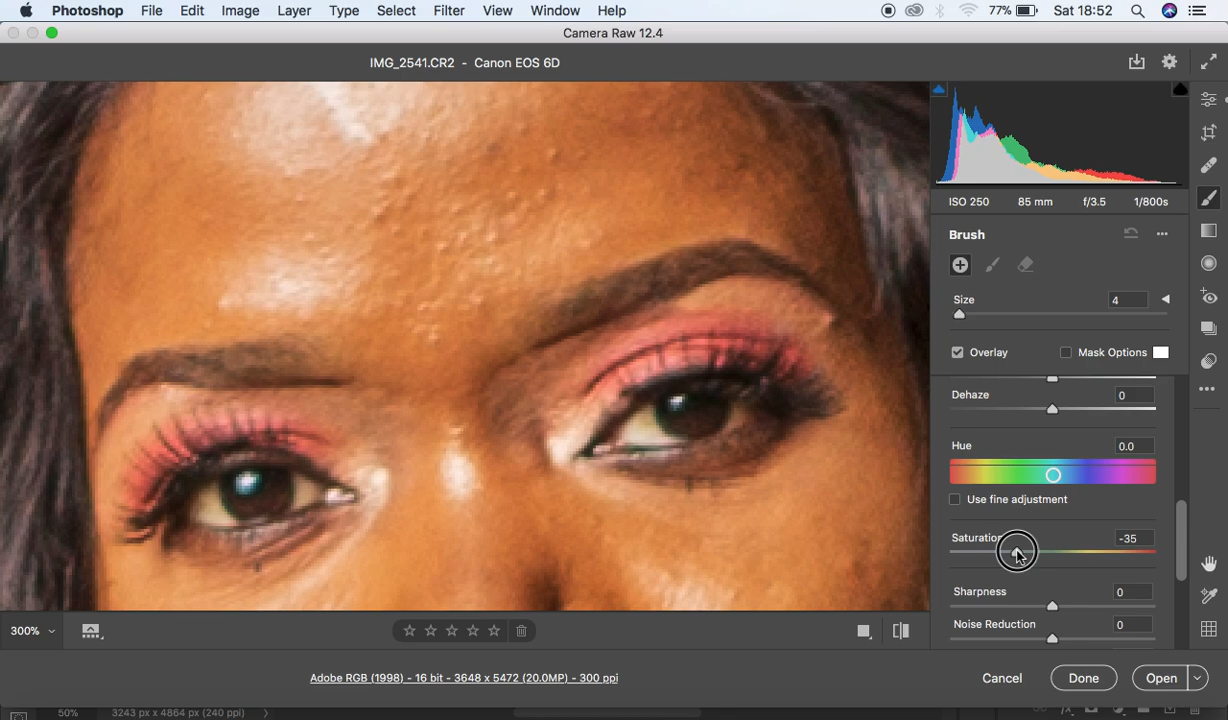 Photoshop File Edit Image Layer Type Select Filter View Window Help 77% Sat 18:52
Camera Raw 12.4
IMG_2541.CR2 - Canon EOS 6D
ISO 250 85 mm f/3.5 1/800s
Brush
Size 4
Overlay Mask Options
Dehaze 0
Hue 0.0
Use fine adjustment
Saturation -35
Sharpness 0
Noise Reduction 0
300%
Adobe RGB (1998) - 16 bit - 3648 x 5472 (20.0MP) - 300 ppi
Cancel Done Open
50% 3243 px x 4864 px (240 ppi)